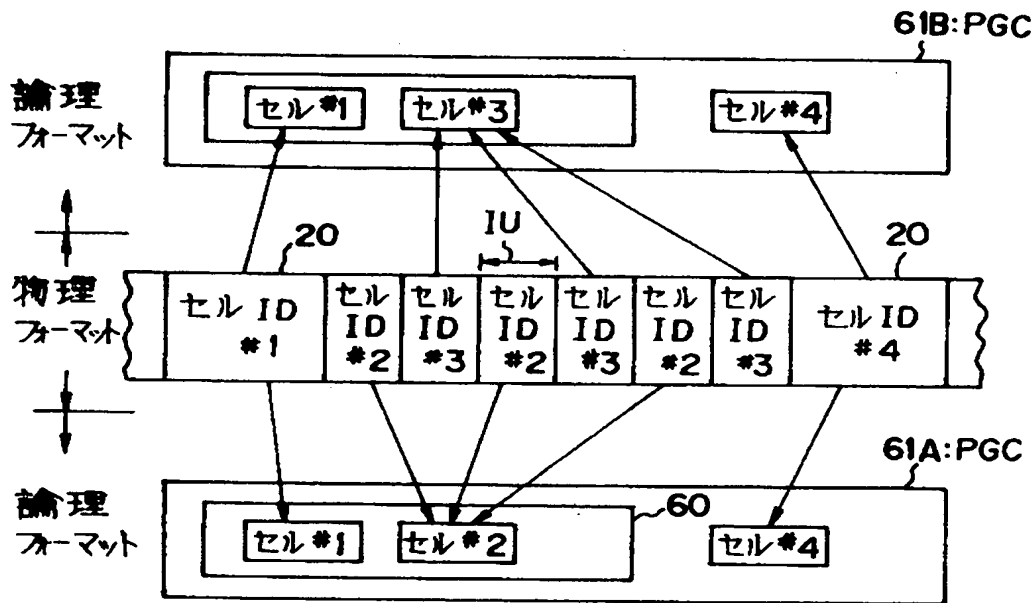 61B:PGC
論理
フォーマット
セル#1
セル#3
セル#4
IU
20
20
物理
フォーマット
セル ID
#1
セル
ID
#2
セル
ID
#3
セル
ID
#2
セル
ID
#3
セル
ID
#2
セル
ID
#3
セル ID
#4
61A:PGC
論理
フォーマット
60
セル#1
セル#2
セル#4